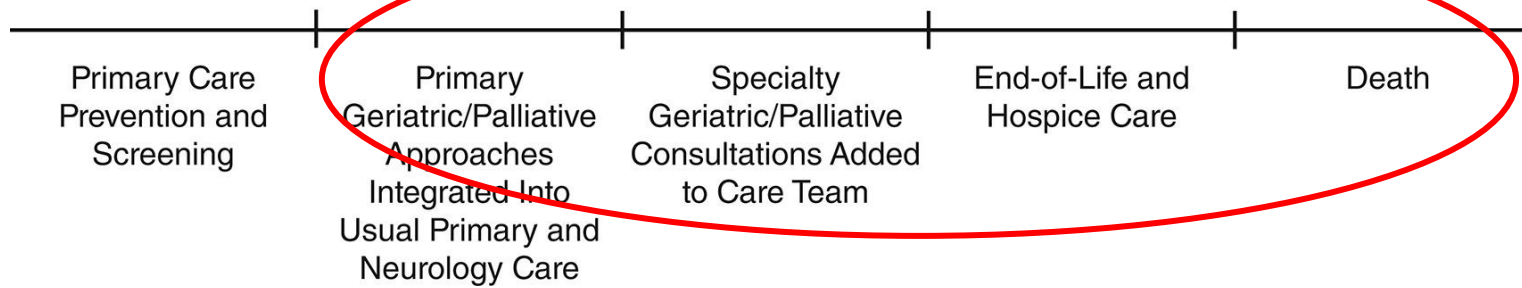 Primary Care
Prevention and
Screening
Primary
Geriatric/Palliative
Approaches
Integrated Into
Usual Primary and
Neurology Care
Specialty
Geriatric/Palliative
Consultations Added
to Care Team
End-of-Life and
Hospice Care
Death